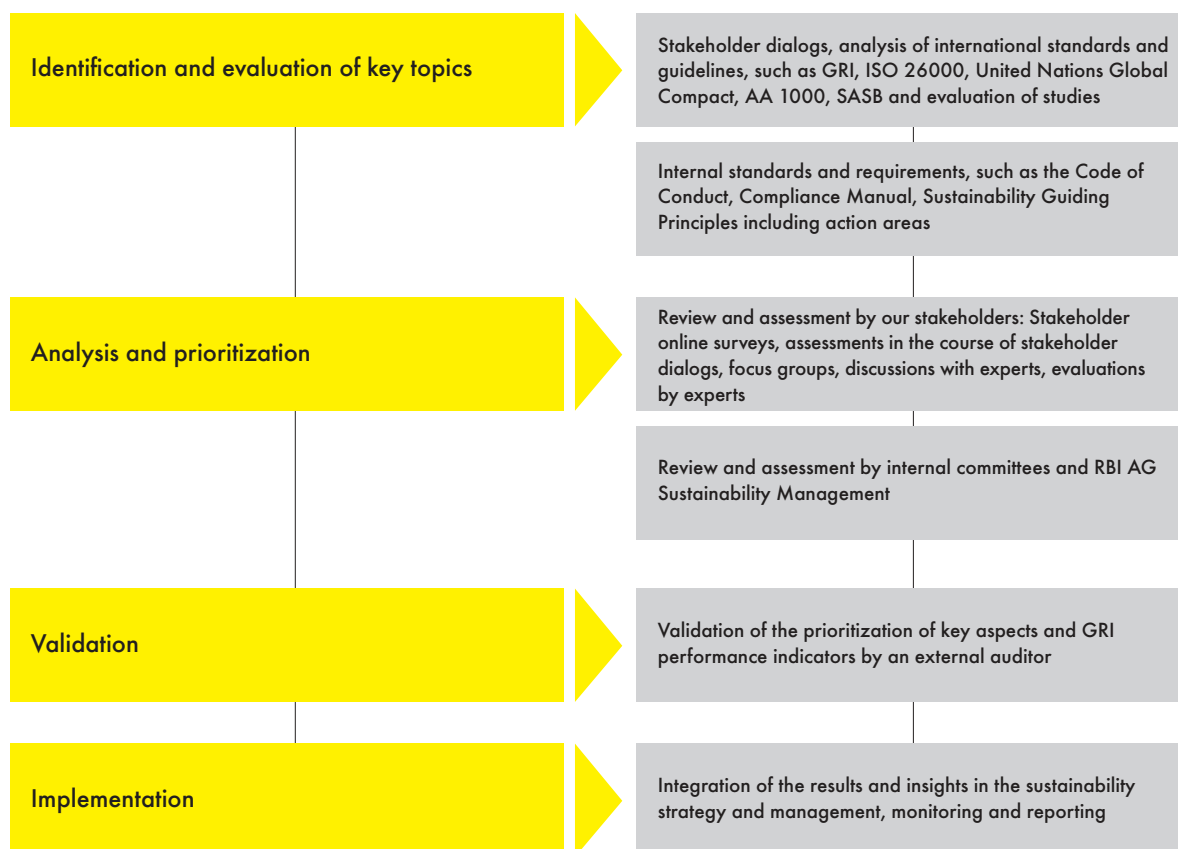 Identification and evaluation of key topics
Stakeholder dialogs, analysis of international standards and
guidelines, such as GRI, ISO 26000, United Nations Global
Compact, AA 1000, SASB and evaluation of studies
Internal standards and requirements, such as the Code of
Conduct, Compliance Manual, Sustainability Guiding
Principles including action areas
Analysis and prioritization
Review and assessment by our stakeholders: Stakeholder
online surveys, assessments in the course of stakeholder
dialogs, focus groups, discussions with experts, evaluations
by experts
Review and assessment by internal committees and RBI AG
Sustainability Management
Validation
Validation of the prioritization of key aspects and GRI
performance indicators by an external auditor
Implementation
Integration of the results and insights in the sustainability
strategy and management, monitoring and reporting